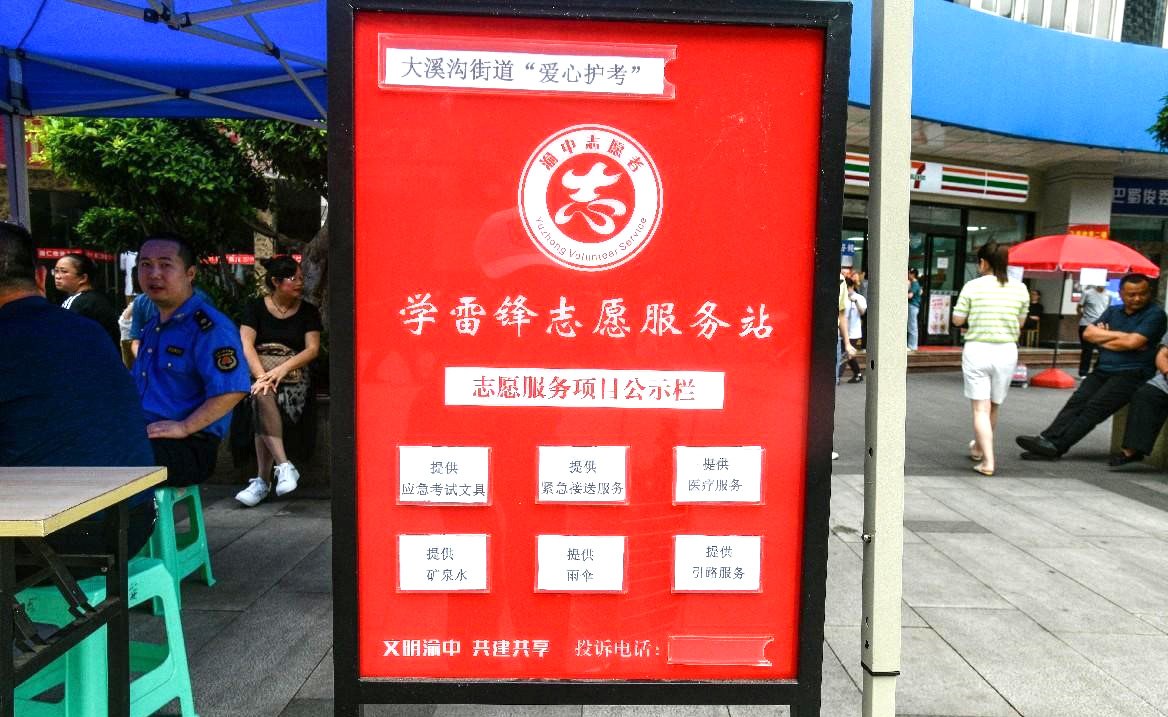 大溪沟街道“爱心护考”
渝中志愿者
志
Yuzhong Volunteer Service
学雷锋志愿服务站
志愿服务项目公示栏
提供
应急考试文具
提供
紧急接送服务
提供
医疗服务
提供
矿泉水
提供
雨伞
提供
引路服务
文明渝中 共建共享 投诉电话：
7